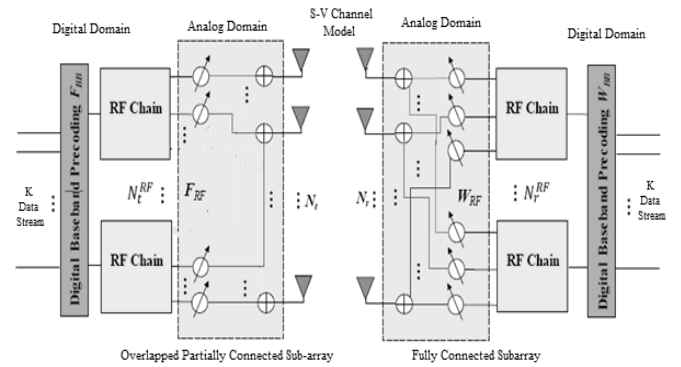 Digital Domain
Analog Domain
S-V Channel
Model
Analog Domain
Digital Domain
Digital Baseband Precoding F_BB
RF Chain
RF Chain
RF Chain
RF Chain
K
Data
Stream
N_t^RF
F_RF
N_t
N_r
W_RF
N_r^RF
Digital Baseband Precoding W_BB
K
Data
Stream
Overlapped Partially Connected Sub-array
Fully Connected Subarray